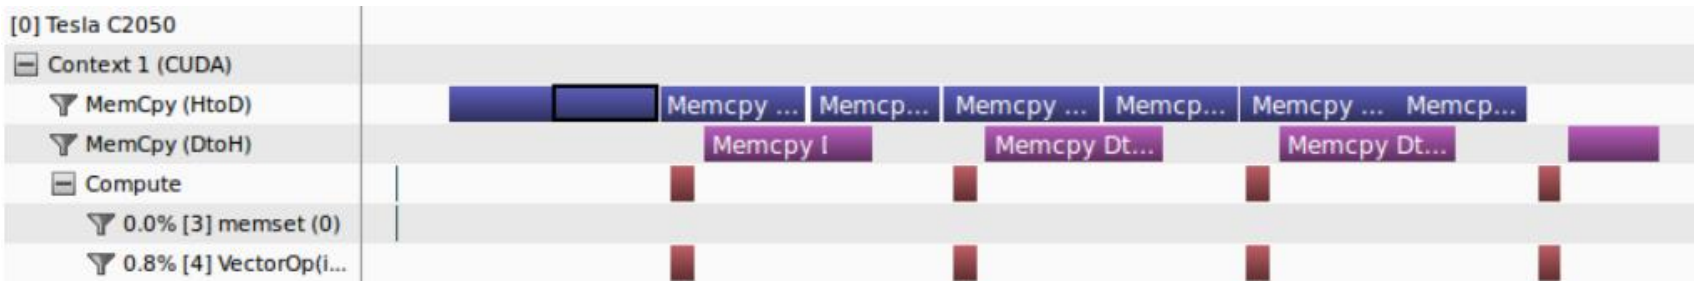 [0] Tesla C2050
Context 1 (CUDA)
MemCpy (HtoD) Memcpy ... Memcp... Memcpy ... Memcp... Memcpy ... Memcp...
MemCpy (DtoH) Memcpy Memcpy Dt... Memcpy Dt...
Compute
0.0% [3] memset (0)
0.8% [4] VectorOp(i...